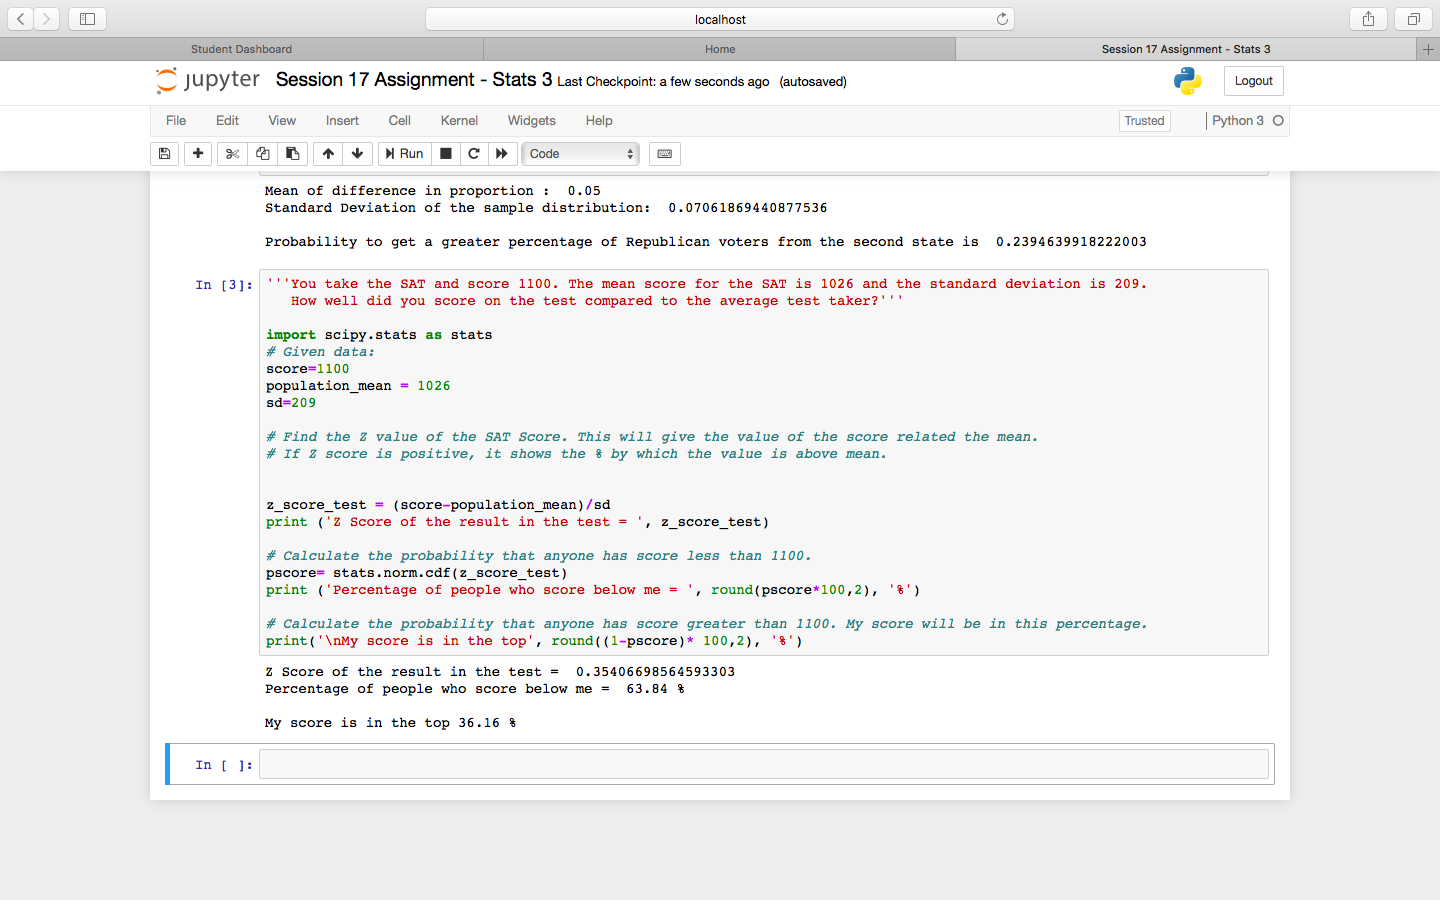 localhost
Student Dashboard
Home
Session 17 Assignment - Stats 3
+
jupyter Session 17 Assignment - Stats 3 Last Checkpoint: a few seconds ago (autosaved)
Logout
File Edit View Insert Cell Kernel Widgets Help
Trusted
Python 3
Run
Code
Mean of difference in proportion :  0.05
Standard Deviation of the sample distribution:  0.07061869440877536
Probability to get a greater percentage of Republican voters from the second state is  0.2394639918222003
In [3]:
'''You take the SAT and score 1100. The mean score for the SAT is 1026 and the standard deviation is 209.
   How well did you score on the test compared to the average test taker?'''
import scipy.stats as stats
# Given data:
score=1100
population_mean = 1026
sd=209
# Find the Z value of the SAT Score. This will give the value of the score related the mean.
# If Z score is positive, it shows the % by which the value is above mean.
z_score_test = (score-population_mean)/sd
print ('Z Score of the result in the test = ', z_score_test)
# Calculate the probability that anyone has score less than 1100.
pscore= stats.norm.cdf(z_score_test)
print ('Percentage of people who score below me = ', round(pscore*100,2), '%')
# Calculate the probability that anyone has score greater than 1100. My score will be in this percentage.
print('\nMy score is in the top', round((1-pscore)* 100,2), '%')
Z Score of the result in the test =  0.35406698564593303
Percentage of people who score below me =  63.84 %
My score is in the top 36.16 %
In [ ]: